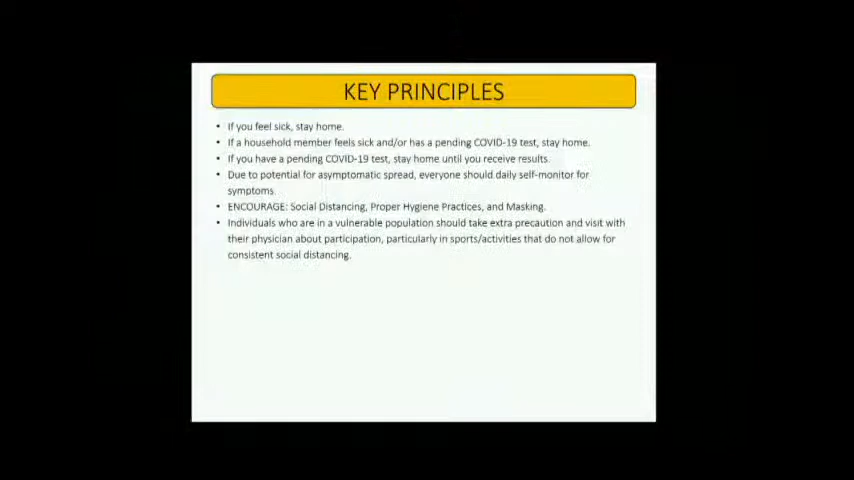 KEY PRINCIPLES
• If you feel sick, stay home.
• If a household member feels sick and/or has a pending COVID-19 test, stay home.
• If you have a pending COVID-19 test, stay home until you receive results.
• Due to potential for asymptomatic spread, everyone should daily self-monitor for
symptoms.
• ENCOURAGE: Social Distancing, Proper Hygiene Practices, and Masking.
• Individuals who are in a vulnerable population should take extra precaution and visit with
their physician about participation, particularly in sports/activities that do not allow for
consistent social distancing.